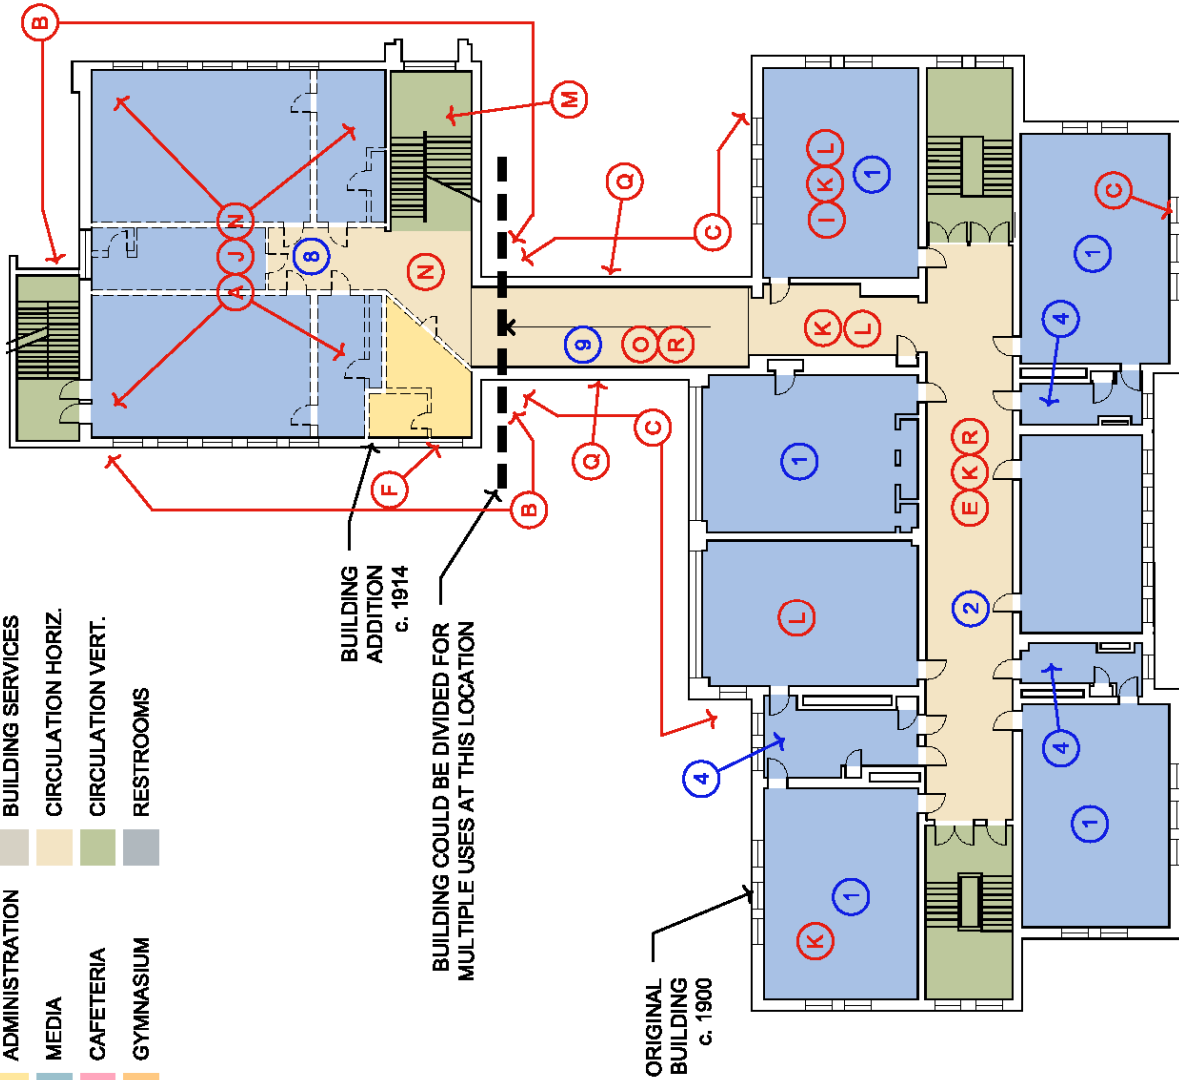 ADMINISTRATION
MEDIA
CAFETERIA
GYMNASIUM
BUILDING SERVICES
CIRCULATION HORIZ.
CIRCULATION VERT.
RESTROOMS
BUILDING
ADDITION
c. 1914
BUILDING COULD BE DIVIDED FOR
MULTIPLE USES AT THIS LOCATION
ORIGINAL
BUILDING
c. 1900
B
B
A J N
8
N
M
F
B
Q
Q
C
C
9
O R
K L
I K L
1
1
L
4
K
1
E K R
2
C
1
4
4
1